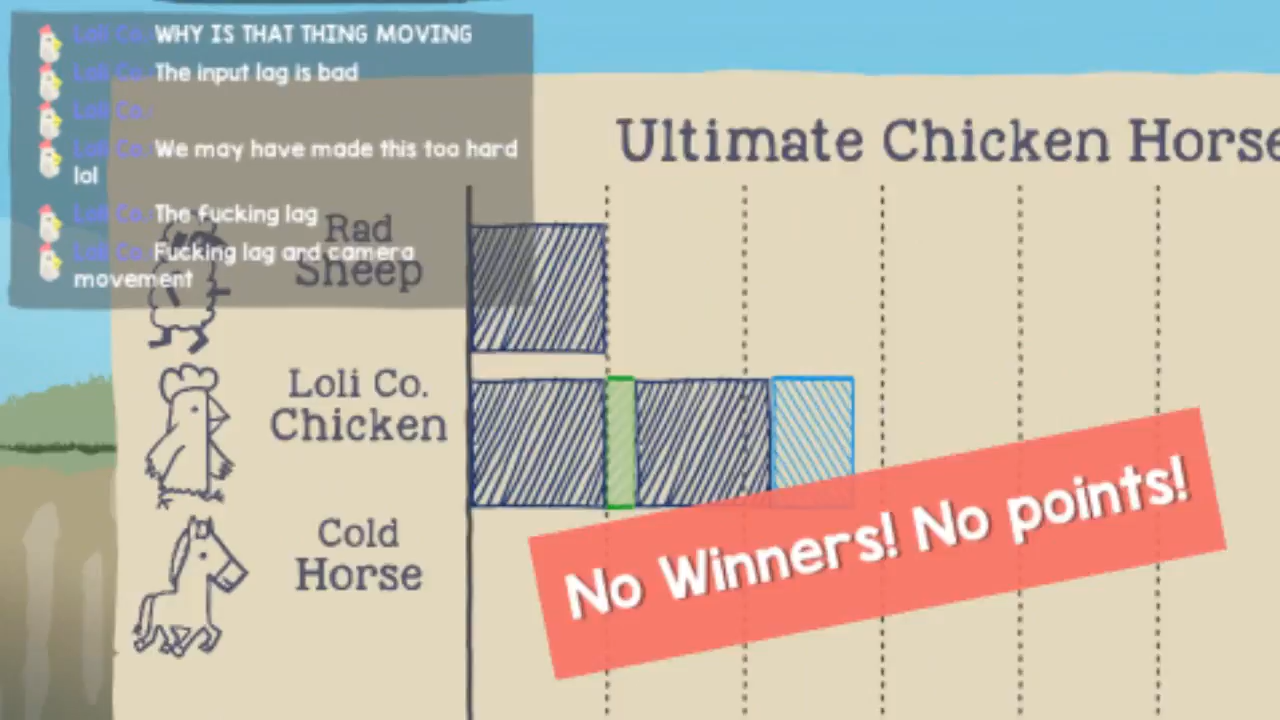 Loli Co.: WHY IS THAT THING MOVING
Loli Co.: The input lag is bad
Loli Co.:
Loli Co.: We may have made this too hard
lol
Loli Co.: The fucking lag
Loli Co.: Fucking lag and camera
movement
Ultimate Chicken Horse
Rad
Sheep
Loli Co.
Chicken
Cold
Horse
No Winners! No points!